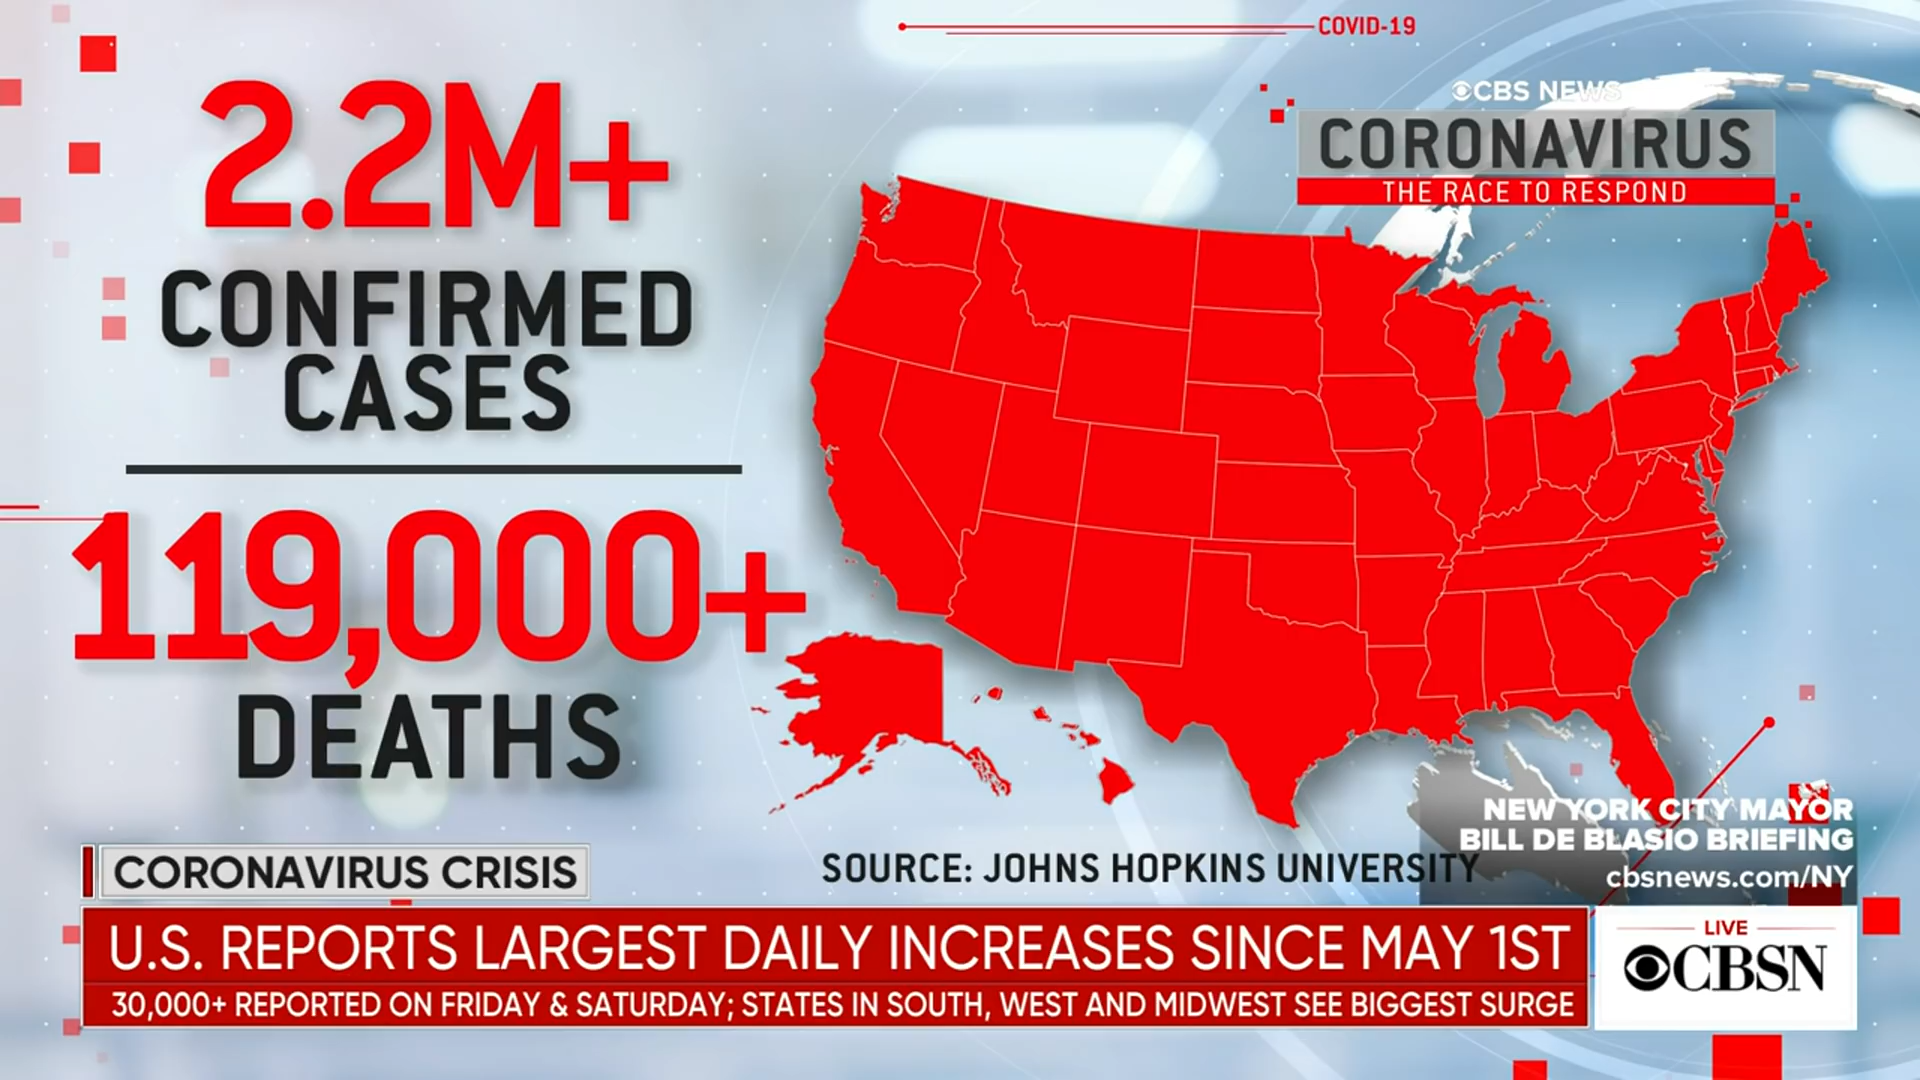 COVID-19
CBS NEWS
CORONAVIRUS
THE RACE TO RESPOND
2.2M+
CONFIRMED
CASES
119,000+
DEATHS
SOURCE: JOHNS HOPKINS UNIVERSITY
NEW YORK CITY MAYOR
BILL DE BLASIO BRIEFING
cbsnews.com/NY
CORONAVIRUS CRISIS
U.S. REPORTS LARGEST DAILY INCREASES SINCE MAY 1ST
30,000+ REPORTED ON FRIDAY & SATURDAY; STATES IN SOUTH, WEST AND MIDWEST SEE BIGGEST SURGE
LIVE
CBSN